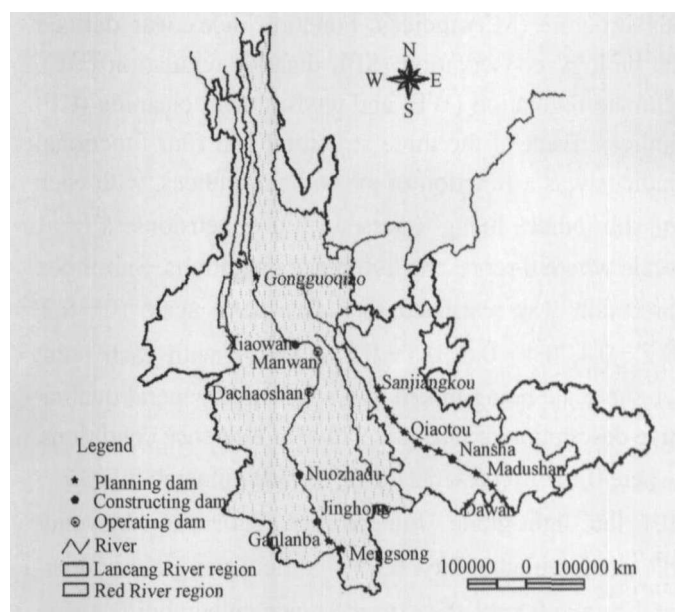 N
W E
S
Gongguoqiao
Xiaowan
Manwan
Dachaoshan
Sanjiangkou
Qiaotou
Nansha
Madushan
Legend
Nuozhadu
Planning dam
Constructing dam
Jinghong
Dawan
Operating dam
Ganlanba
River
Mengsong
Lancang River region
100000 0 100000 km
Red River region